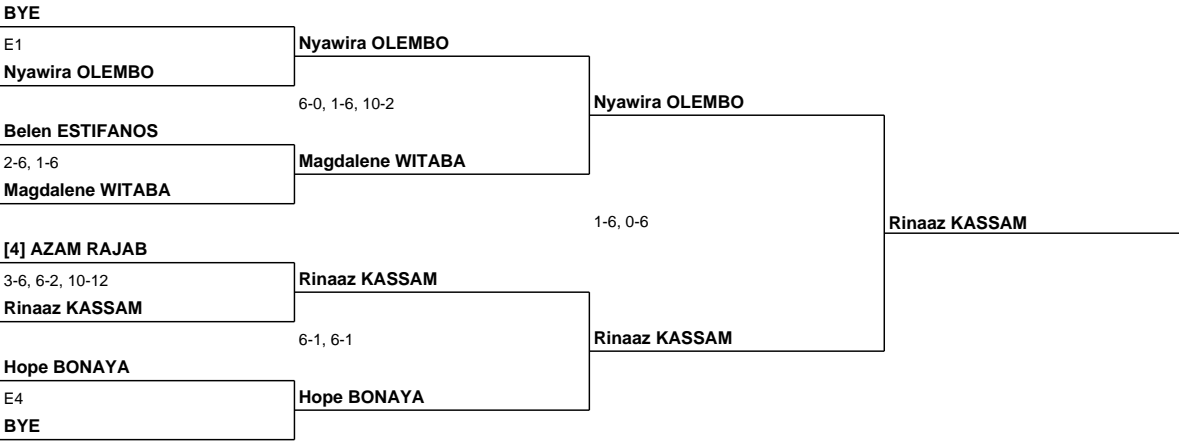 BYE
E1
Nyawira OLEMBO
Nyawira OLEMBO
6-0, 1-6, 10-2
Nyawira OLEMBO
Belen ESTIFANOS
2-6, 1-6
Magdalene WITABA
Magdalene WITABA
1-6, 0-6
Rinaaz KASSAM
[4] AZAM RAJAB
3-6, 6-2, 10-12
Rinaaz KASSAM
Rinaaz KASSAM
6-1, 6-1
Rinaaz KASSAM
Hope BONAYA
E4
Hope BONAYA
BYE